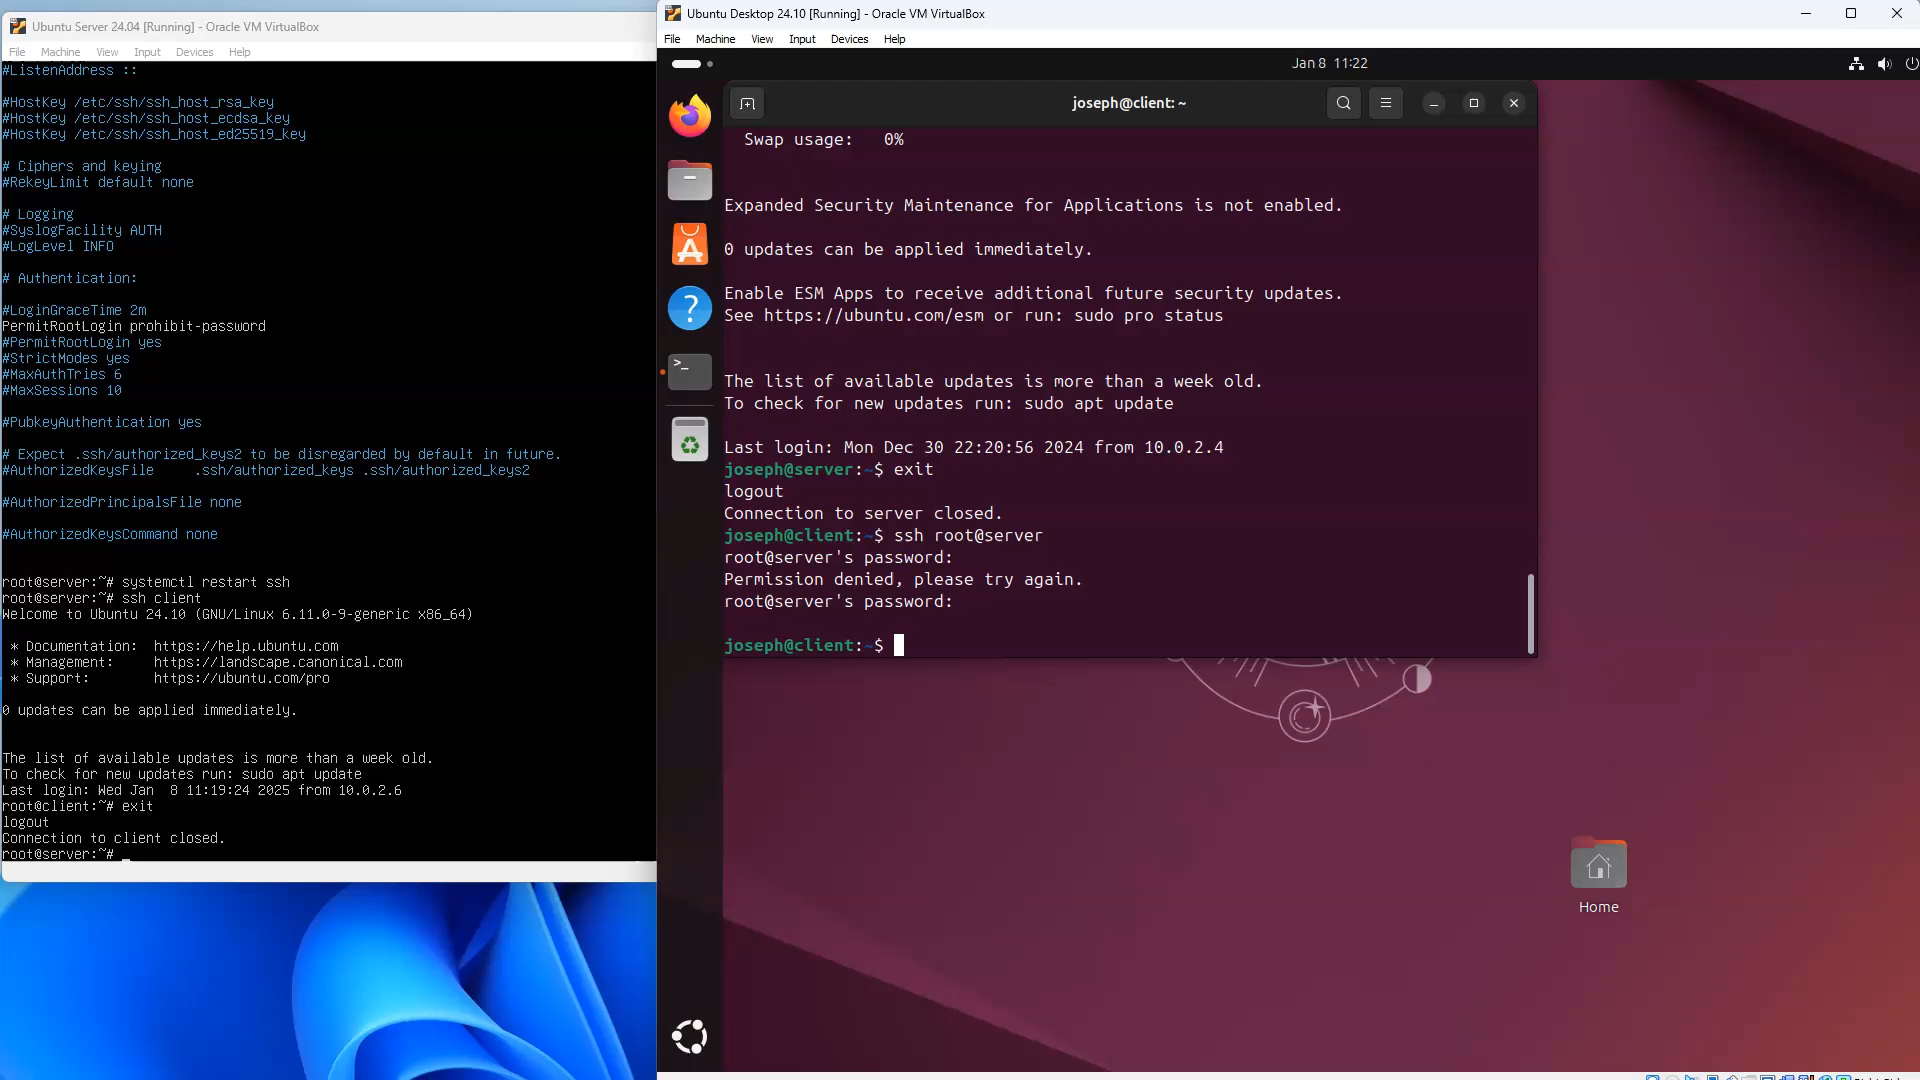 Ubuntu Server 24.04 [Running] - Oracle VM VirtualBox
File Machine View Input Devices Help
#ListenAddress ::
#HostKey /etc/ssh/ssh_host_rsa_key
#HostKey /etc/ssh/ssh_host_ecdsa_key
#HostKey /etc/ssh/ssh_host_ed25519_key
# Ciphers and keying
#RekeyLimit default none
# Logging
#SyslogFacility AUTH
#LogLevel INFO
# Authentication:
#LoginGraceTime 2m
PermitRootLogin prohibit-password
#PermitRootLogin yes
#StrictModes yes
#MaxAuthTries 6
#MaxSessions 10
#PubkeyAuthentication yes
# Expect .ssh/authorized_keys2 to be disregarded by default in future.
#AuthorizedKeysFile     .ssh/authorized_keys .ssh/authorized_keys2
#AuthorizedPrincipalsFile none
#AuthorizedKeysCommand none
root@server:~# systemctl restart ssh
root@server:~# ssh client
Welcome to Ubuntu 24.10 (GNU/Linux 6.11.0-9-generic x86_64)
* Documentation:  https://help.ubuntu.com
* Management:     https://landscape.canonical.com
* Support:        https://ubuntu.com/pro
0 updates can be applied immediately.
The list of available updates is more than a week old.
To check for new updates run: sudo apt update
Last login: Wed Jan  8 11:19:24 2025 from 10.0.2.6
root@client:~# exit
logout
Connection to client closed.
root@server:~# _
Ubuntu Desktop 24.10 [Running] - Oracle VM VirtualBox
File Machine View Input Devices Help
Jan 8 11:22
joseph@client: ~
Swap usage:   0%
Expanded Security Maintenance for Applications is not enabled.
0 updates can be applied immediately.
Enable ESM Apps to receive additional future security updates.
See https://ubuntu.com/esm or run: sudo pro status
The list of available updates is more than a week old.
To check for new updates run: sudo apt update
Last login: Mon Dec 30 22:20:56 2024 from 10.0.2.4
joseph@server:~$ exit
logout
Connection to server closed.
joseph@client:~$ ssh root@server
root@server's password:
Permission denied, please try again.
root@server's password:
joseph@client:~$
Home